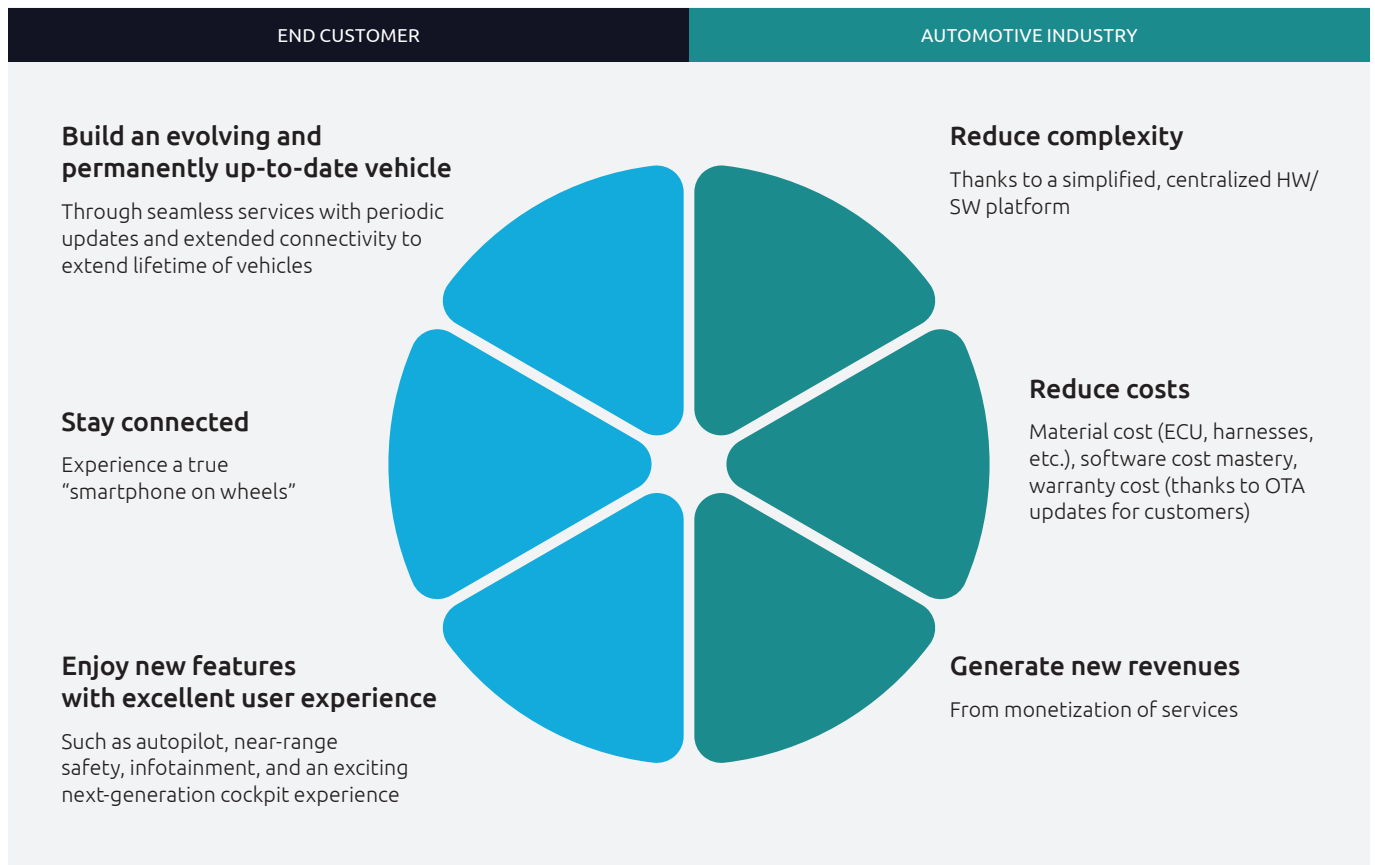 END CUSTOMER
AUTOMOTIVE INDUSTRY
Build an evolving and
permanently up-to-date vehicle
Through seamless services with periodic
updates and extended connectivity to
extend lifetime of vehicles
Stay connected
Experience a true
“smartphone on wheels”
Enjoy new features
with excellent user experience
Such as autopilot, near-range
safety, infotainment, and an exciting
next-generation cockpit experience
Reduce complexity
Thanks to a simplified, centralized HW/
SW platform
Reduce costs
Material cost (ECU, harnesses,
etc.), software cost mastery,
warranty cost (thanks to OTA
updates for customers)
Generate new revenues
From monetization of services